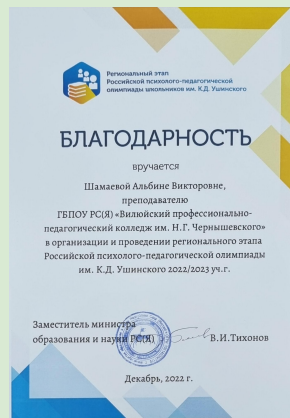 Региональный этап
Российской психолого-педагогической
олимпиады школьников им. К.Д. Ушинского
БЛАГОДАРНОСТЬ
вручается
Шамаевой Альбине Викторовне,
преподавателю
ГБПОУ РС(Я) «Вилюйский профессионально-
педагогический колледж им. Н.Г. Чернышевского»
в организации и проведении регионального этапа
Российской психолого-педагогической олимпиады
им. К.Д. Ушинского 2022/2023 уч.г.
Заместитель министра
образования и науки РС(Я) В.И.Тихонов
Декабрь, 2022 г.